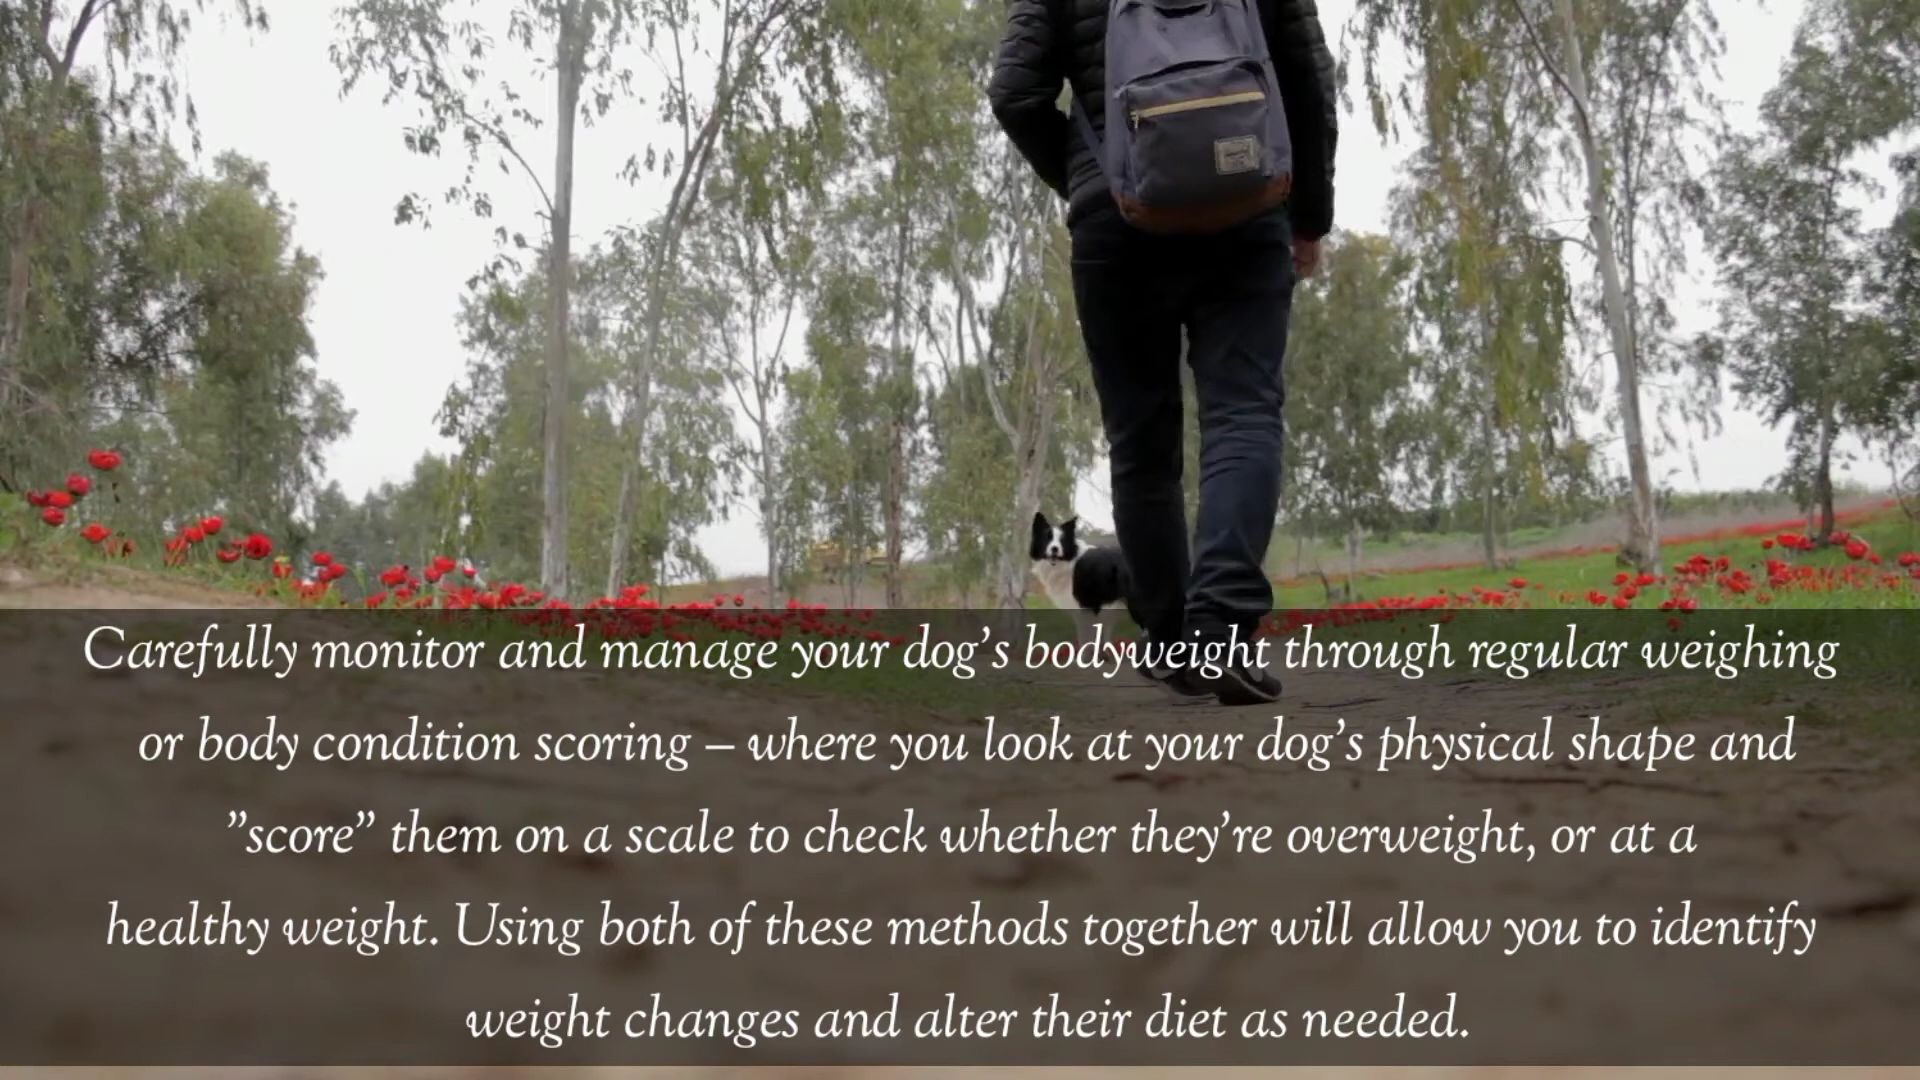 Carefully monitor and manage your dog’s bodyweight through regular weighing
or body condition scoring – where you look at your dog’s physical shape and
”score” them on a scale to check whether they’re overweight, or at a
healthy weight. Using both of these methods together will allow you to identify
weight changes and alter their diet as needed.